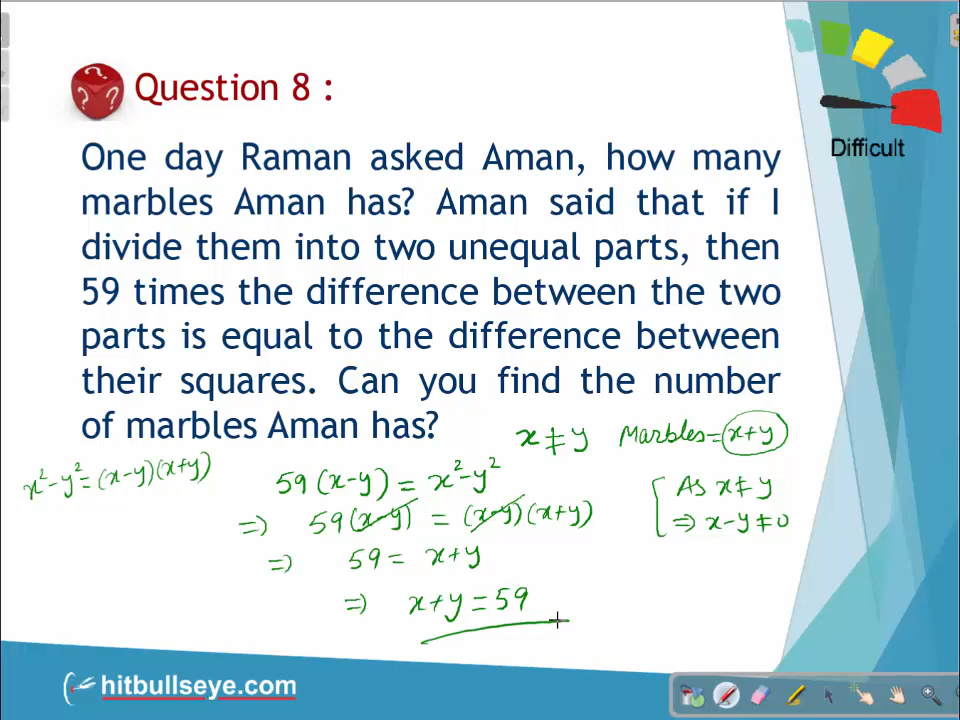 Question 8 :
Difficult
One day Raman asked Aman, how many
marbles Aman has? Aman said that if I
divide them into two unequal parts, then
59 times the difference between the two
parts is equal to the difference between
their squares. Can you find the number
of marbles Aman has?
x ≠ y Marbles = x+y
x² - y² = (x-y)(x+y)
59 (x-y) = x² - y²
As x ≠ y
=> 59 (x-y) = (x-y)(x+y)
=> x-y ≠ 0
=> 59 = x+y
=> x+y = 59
hitbullseye.com